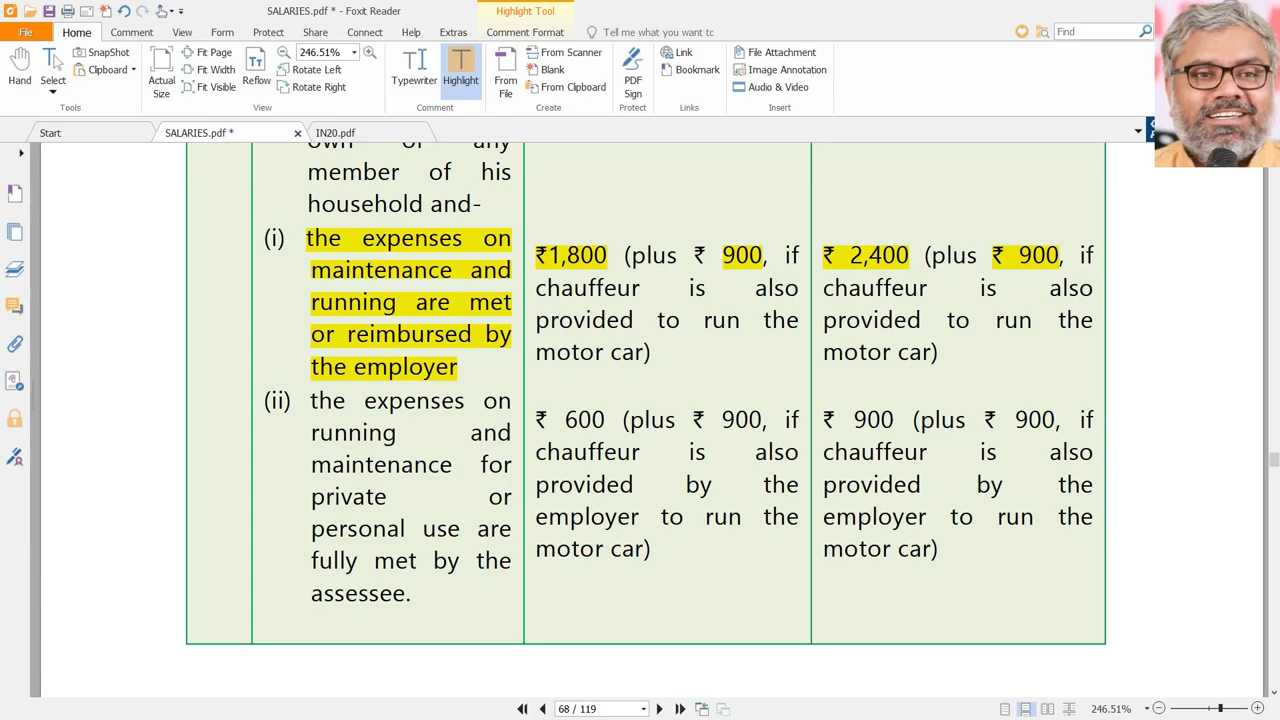 SALARIES.pdf * - Foxit Reader
Highlight Tool
File
Home
Comment
View
Form
Protect
Share
Connect
Help
Extras
Comment Format
Tell me what you want tc
Find
Hand
Select
SnapShot
Clipboard
Tools
Actual Size
Fit Page
Fit Width
Fit Visible
Reflow
246.51%
Rotate Left
Rotate Right
View
Typewriter
Highlight
Comment
From File
From Scanner
Blank
From Clipboard
Create
PDF Sign
Protect
Link
Bookmark
Links
File Attachment
Image Annotation
Audio & Video
Insert
Start
SALARIES.pdf *
IN20.pdf
own of any
member of his
household and-
(i) the expenses on
maintenance and
running are met
or reimbursed by
the employer
(ii) the expenses on
running and
maintenance for
private or
personal use are
fully met by the
assessee.
₹1,800 (plus ₹ 900, if
chauffeur is also
provided to run the
motor car)
₹ 600 (plus ₹ 900, if
chauffeur is also
provided by the
employer to run the
motor car)
₹ 2,400 (plus ₹ 900, if
chauffeur is also
provided to run the
motor car)
₹ 900 (plus ₹ 900, if
chauffeur is also
provided by the
employer to run the
motor car)
68 / 119
246.51%